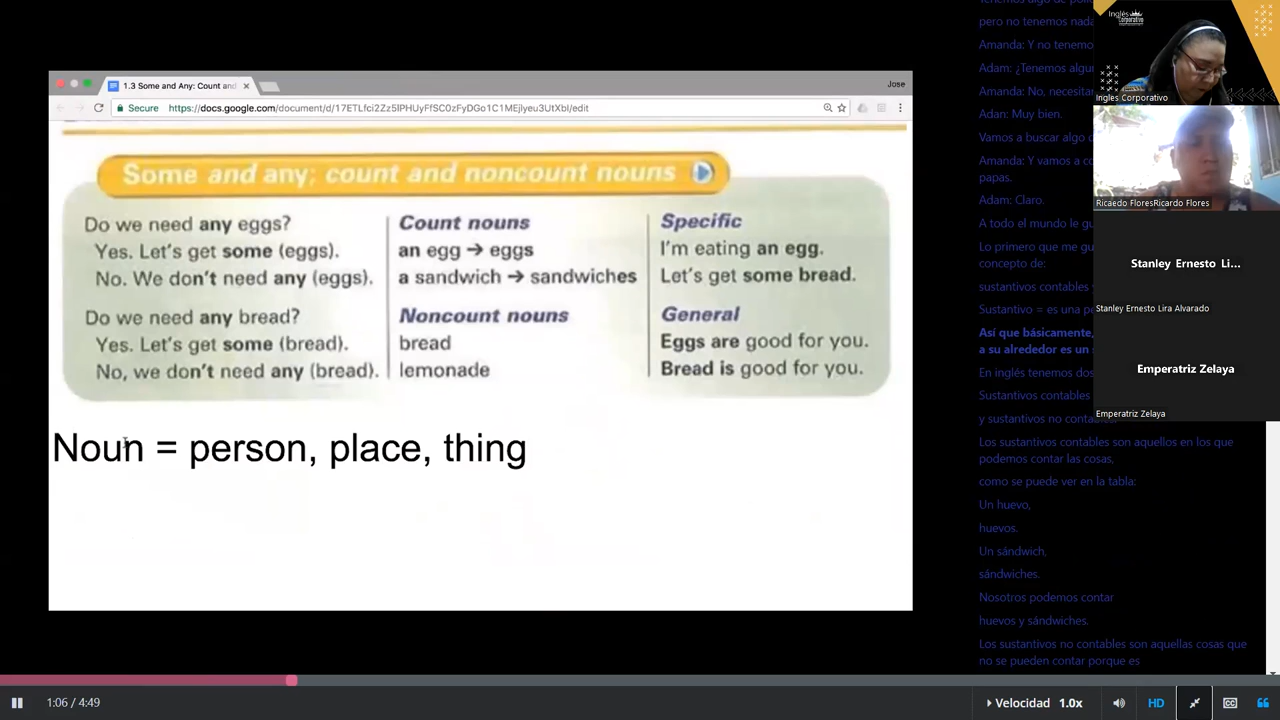 1.3 Some and Any: Count and
Jose
Secure
https://docs.google.com/document/d/17ETLfci2Zz5IPHUyFfSC0zFyDGo1C1MEjlyeu3UtXbI/edit
Some and any; count and noncount nouns
Do we need any eggs?
Yes. Let's get some (eggs).
No. We don't need any (eggs).
Do we need any bread?
Yes. Let's get some (bread).
No, we don't need any (bread).
Count nouns
an egg → eggs
a sandwich → sandwiches
Noncount nouns
bread
lemonade
Specific
I'm eating an egg.
Let's get some bread.
General
Eggs are good for you.
Bread is good for you.
Noun = person, place, thing
pero no tenemos nada
Amanda: Y no tenemo
Adam: ¿Tenemos algu
Amanda: No, necesitar
Adan: Muy bien.
Vamos a buscar algo
Amanda: Y vamos a c
papas.
Adam: Claro.
A todo el mundo le gu
Lo primero que me gu
concepto de:
sustantivos contables
Sustantivo = es una p
Así que básicamente,
a su alrededor es un
En inglés tenemos dos
Sustantivos contables
y sustantivos no contables
Los sustantivos contables son aquellos en los que
podemos contar las cosas,
como se puede ver en la tabla:
Un huevo,
huevos.
Un sándwich,
sándwiches.
Nosotros podemos contar
huevos y sándwiches.
Los sustantivos no contables son aquellas cosas que
no se pueden contar porque es
Inglés
Corporativo
Ingles Corporativo
Ricaedo FloresRicardo Flores
Stanley Ernesto Li...
Stanley Ernesto Lira Alvarado
Emperatriz Zelaya
Emperatriz Zelaya
1:06 / 4:49
Velocidad 1.0x
HD
CC